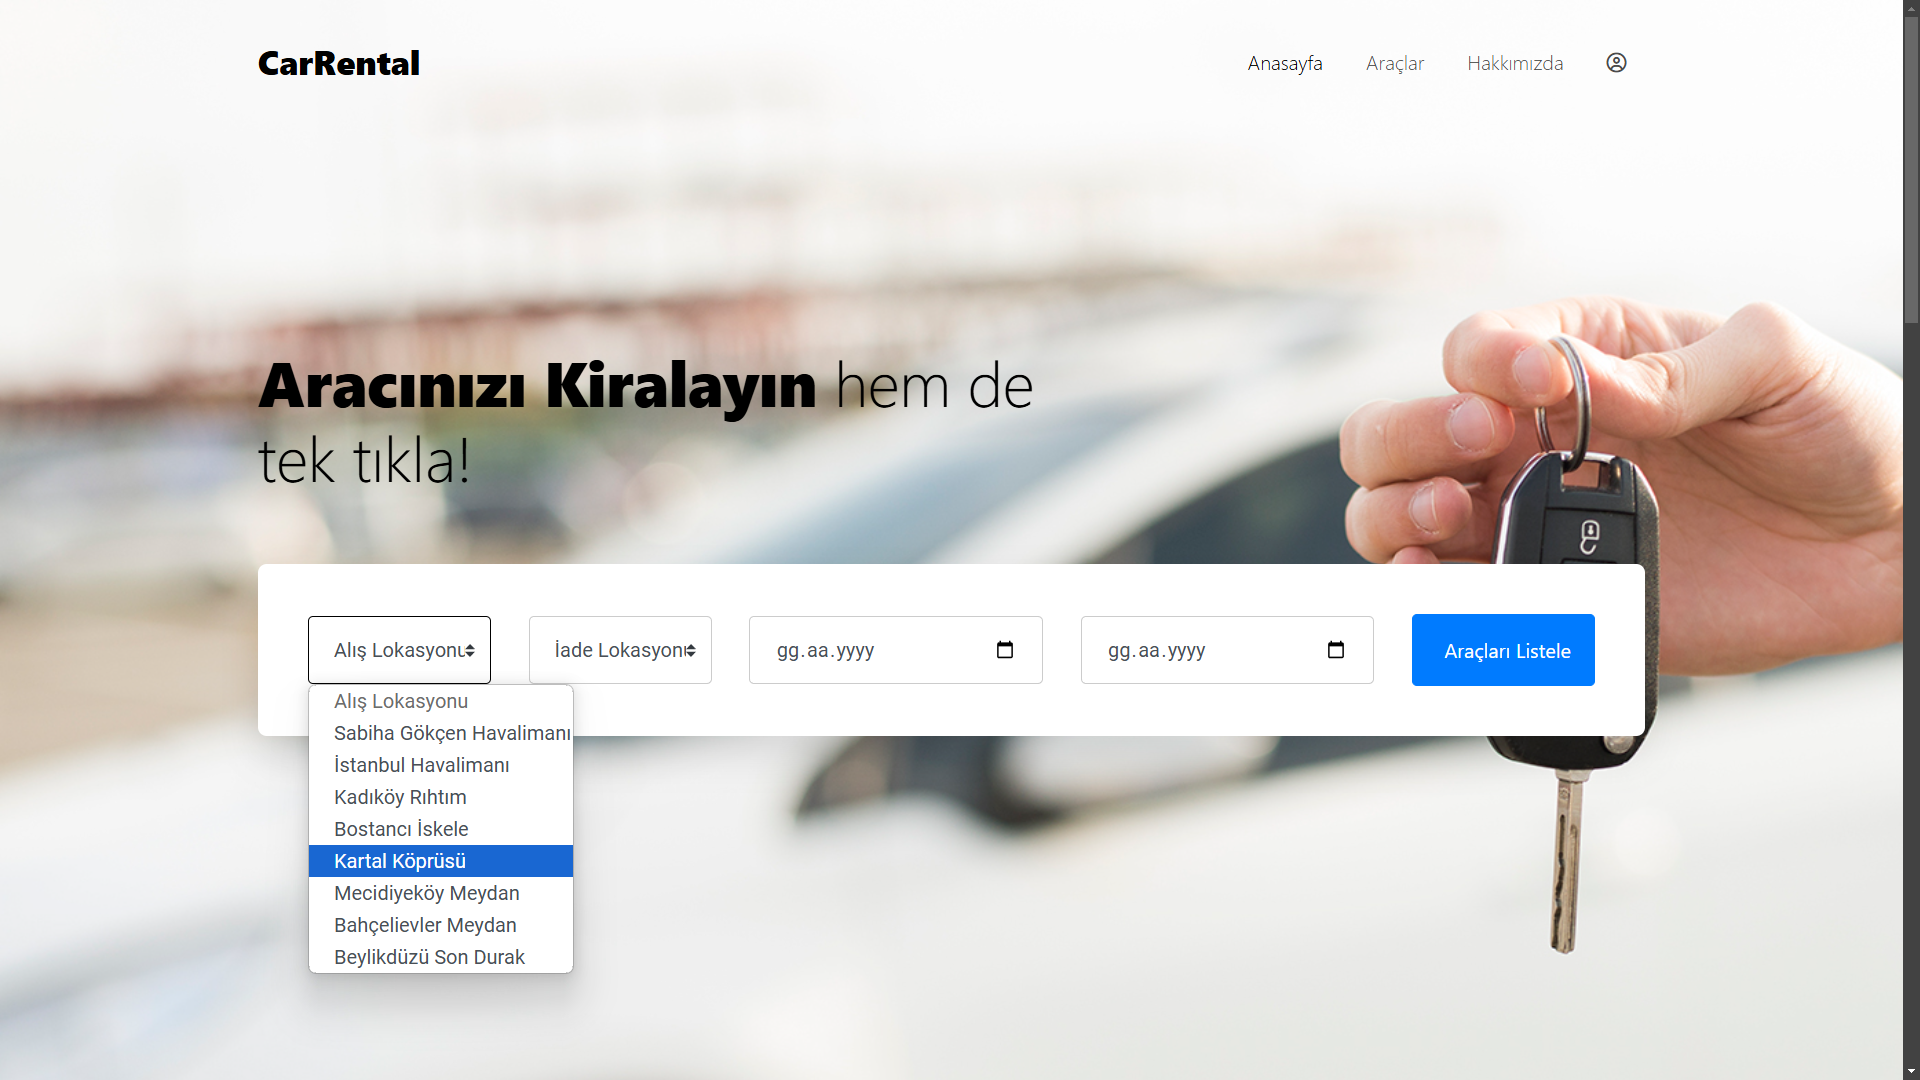 CarRental
Anasayfa
Araçlar
Hakkımızda
Aracınızı Kiralayın hem de
tek tıkla!
Alış Lokasyonu
İade Lokasyonu
gg.aa.yyyy
gg.aa.yyyy
Araçları Listele
Alış Lokasyonu
Sabiha Gökçen Havalimanı
İstanbul Havalimanı
Kadıköy Rıhtım
Bostancı İskele
Kartal Köprüsü
Mecidiyeköy Meydan
Bahçelievler Meydan
Beylikdüzü Son Durak